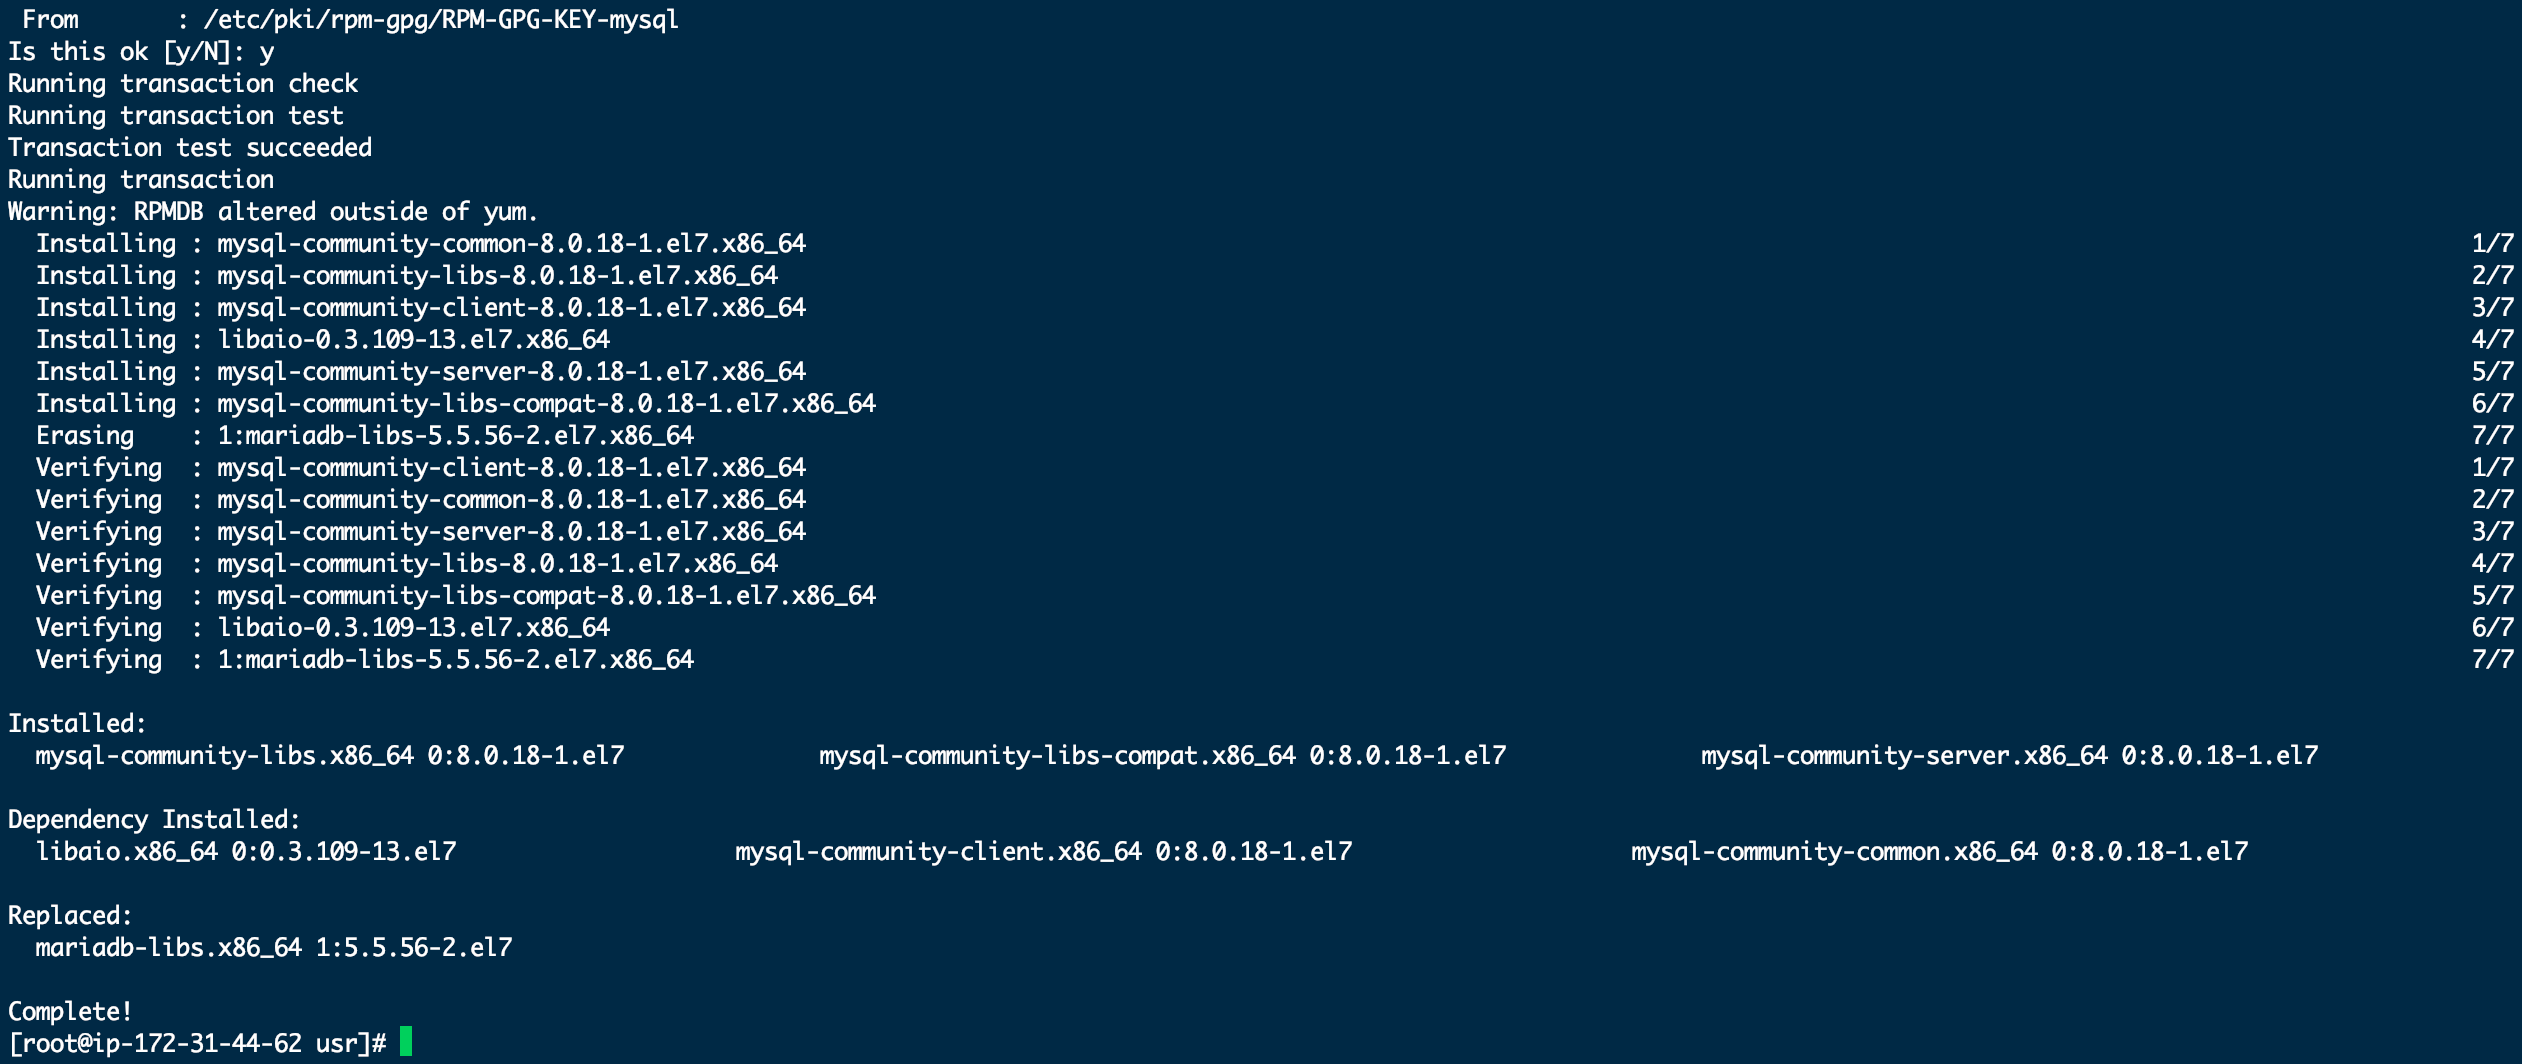 From       : /etc/pki/rpm-gpg/RPM-GPG-KEY-mysql
Is this ok [y/N]: y
Running transaction check
Running transaction test
Transaction test succeeded
Running transaction
Warning: RPMDB altered outside of yum.
  Installing : mysql-community-common-8.0.18-1.el7.x86_64 1/7
  Installing : mysql-community-libs-8.0.18-1.el7.x86_64 2/7
  Installing : mysql-community-client-8.0.18-1.el7.x86_64 3/7
  Installing : libaio-0.3.109-13.el7.x86_64 4/7
  Installing : mysql-community-server-8.0.18-1.el7.x86_64 5/7
  Installing : mysql-community-libs-compat-8.0.18-1.el7.x86_64 6/7
  Erasing    : 1:mariadb-libs-5.5.56-2.el7.x86_64 7/7
  Verifying  : mysql-community-client-8.0.18-1.el7.x86_64 1/7
  Verifying  : mysql-community-common-8.0.18-1.el7.x86_64 2/7
  Verifying  : mysql-community-server-8.0.18-1.el7.x86_64 3/7
  Verifying  : mysql-community-libs-8.0.18-1.el7.x86_64 4/7
  Verifying  : mysql-community-libs-compat-8.0.18-1.el7.x86_64 5/7
  Verifying  : libaio-0.3.109-13.el7.x86_64 6/7
  Verifying  : 1:mariadb-libs-5.5.56-2.el7.x86_64 7/7
Installed:
  mysql-community-libs.x86_64 0:8.0.18-1.el7 mysql-community-libs-compat.x86_64 0:8.0.18-1.el7 mysql-community-server.x86_64 0:8.0.18-1.el7
Dependency Installed:
  libaio.x86_64 0:0.3.109-13.el7 mysql-community-client.x86_64 0:8.0.18-1.el7 mysql-community-common.x86_64 0:8.0.18-1.el7
Replaced:
  mariadb-libs.x86_64 1:5.5.56-2.el7
Complete!
[root@ip-172-31-44-62 usr]#